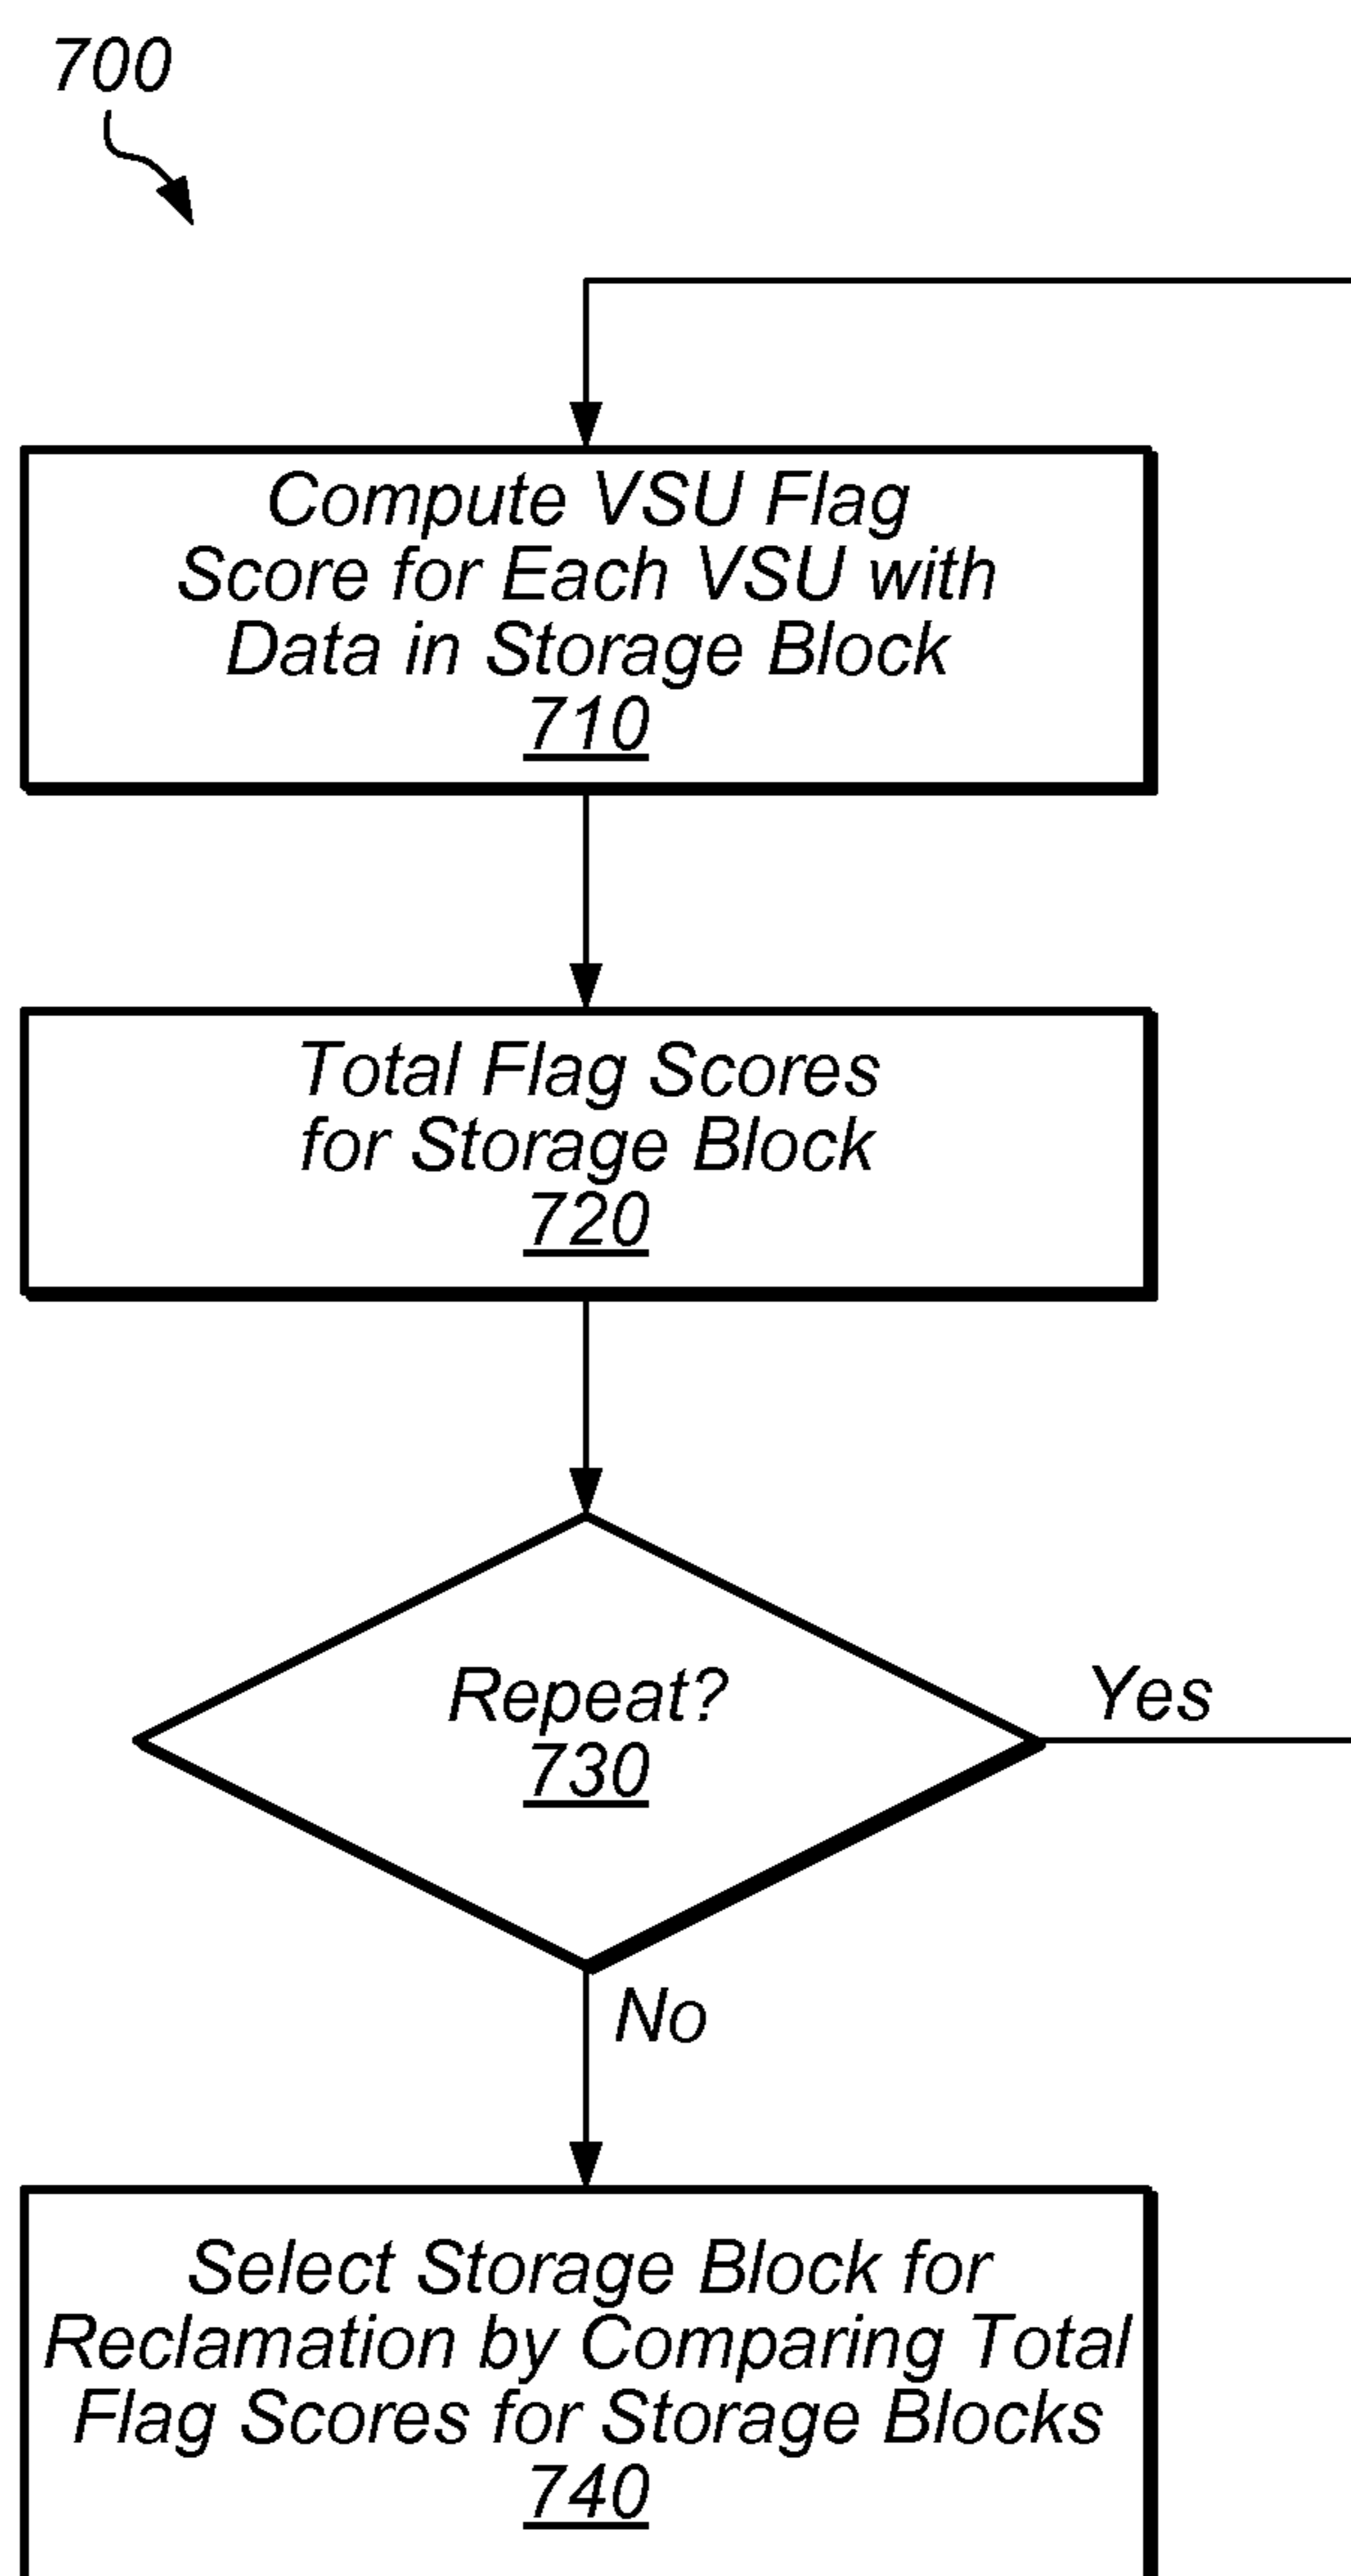 700
Compute VSU Flag
Score for Each VSU with
Data in Storage Block
710
Total Flag Scores
for Storage Block
720
Repeat?
730
Yes
No
Select Storage Block for
Reclamation by Comparing Total
Flag Scores for Storage Blocks
740